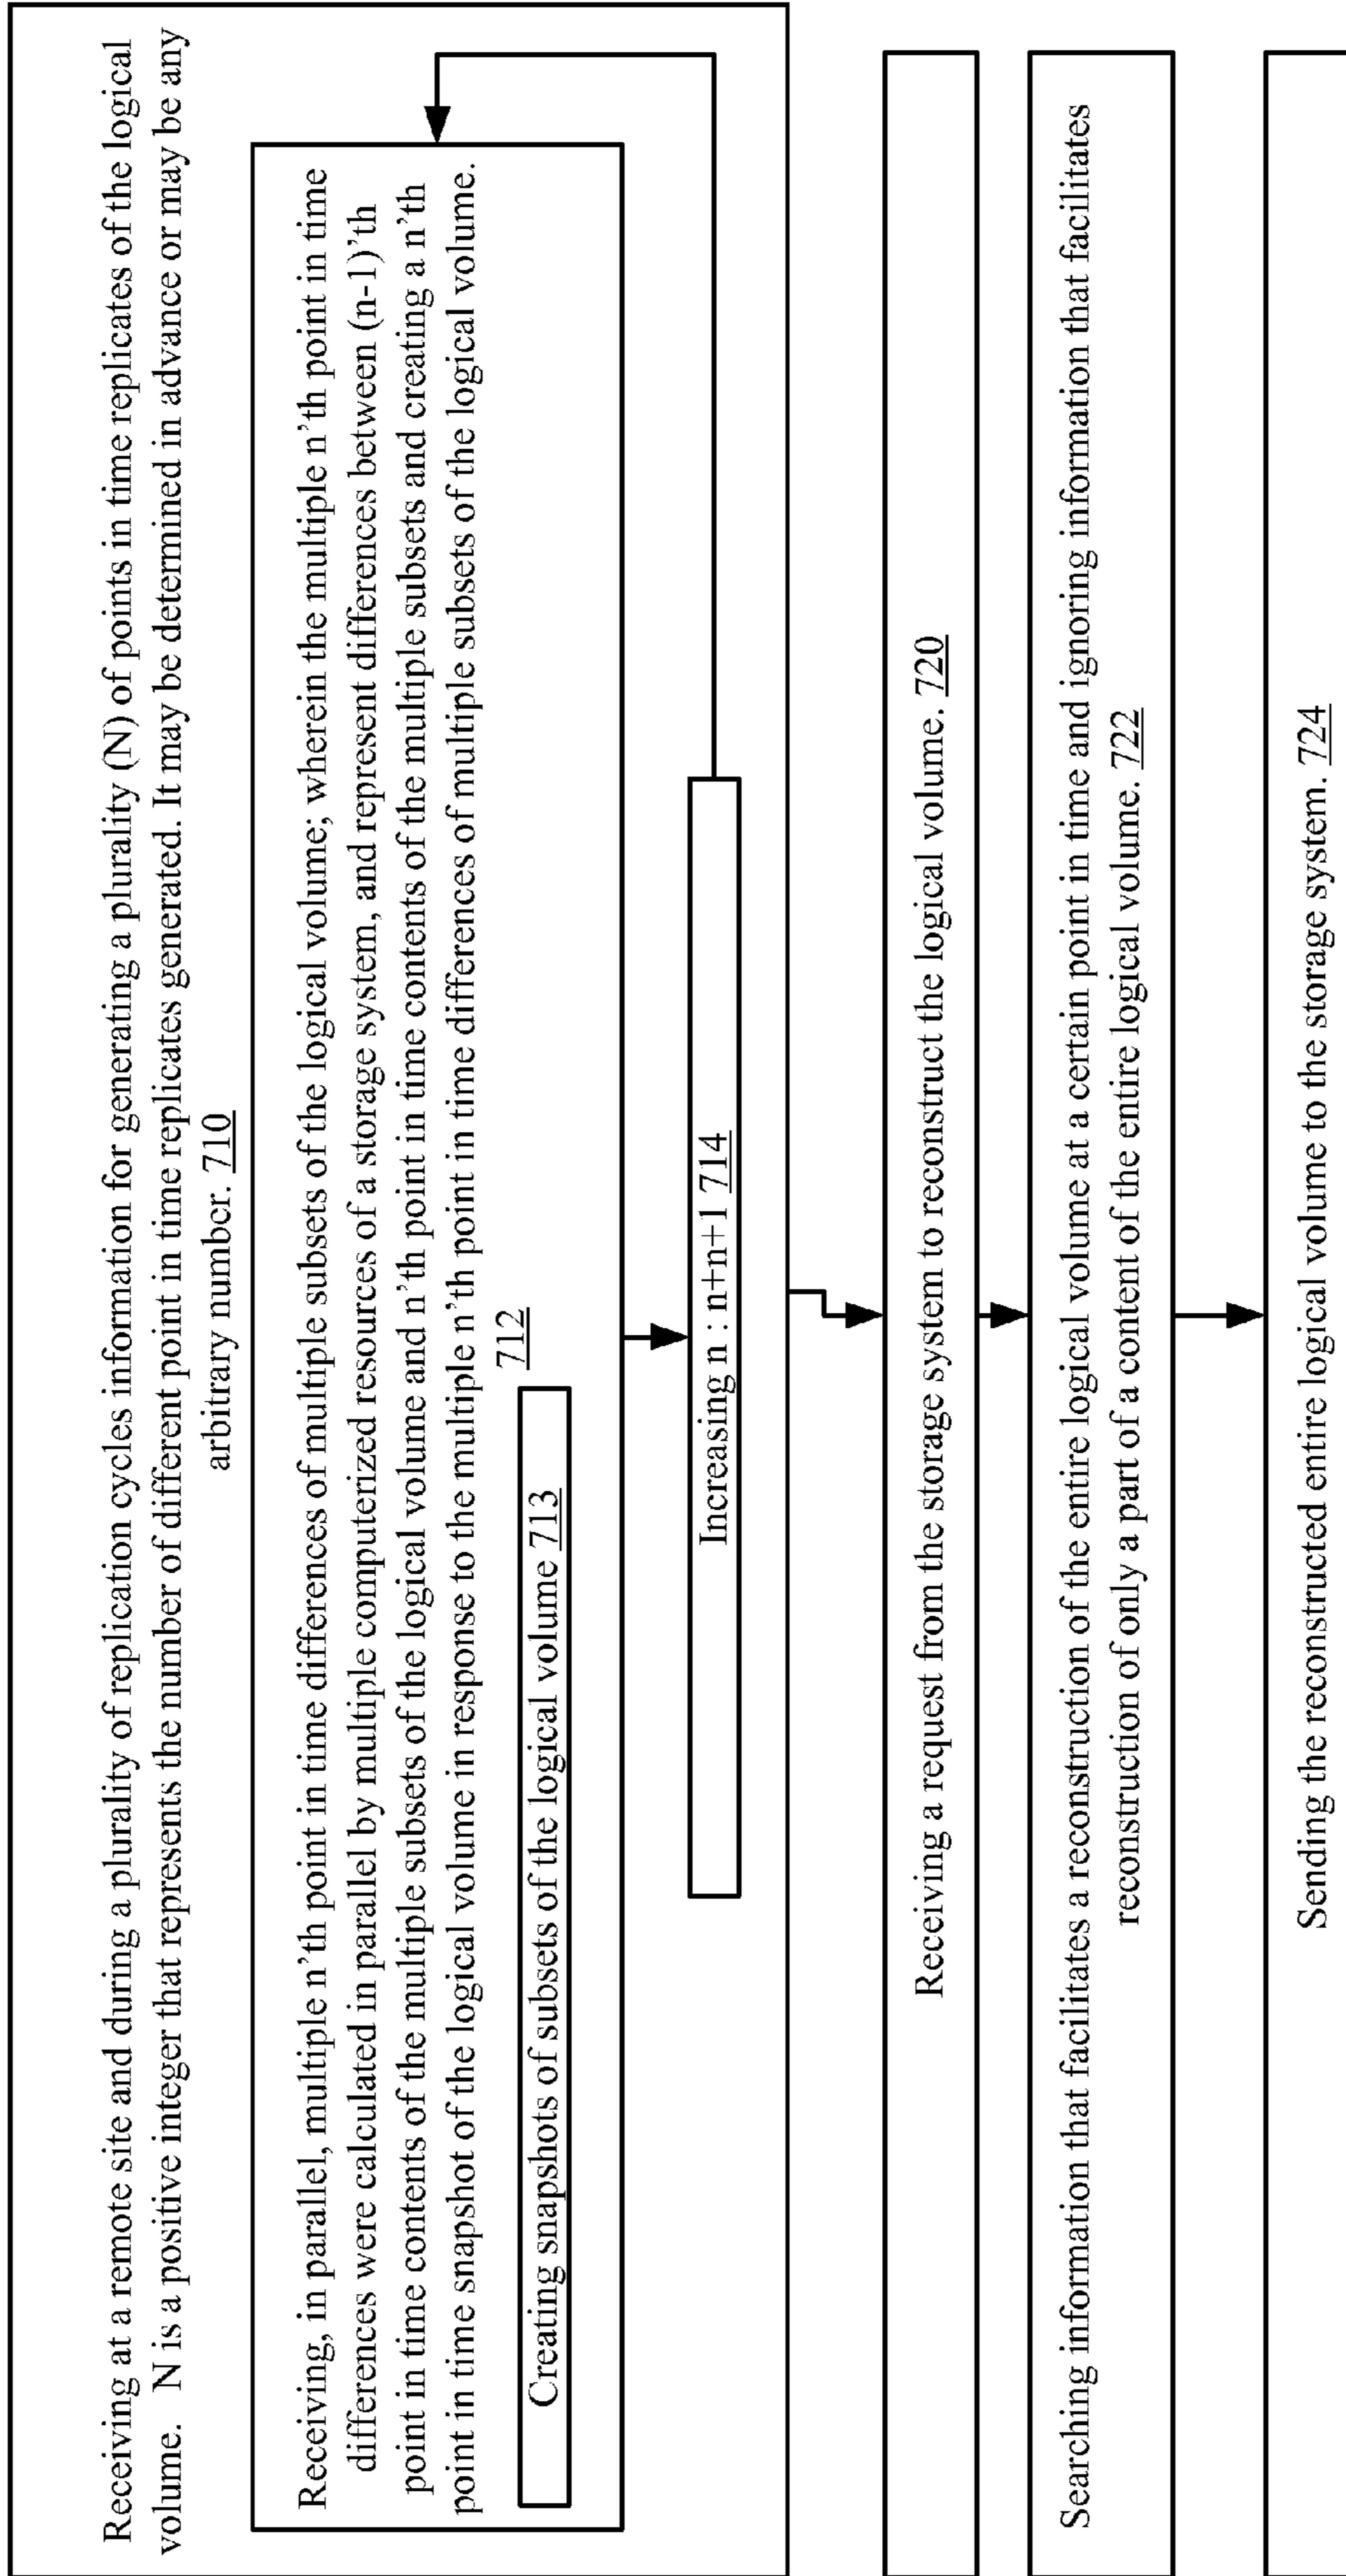 Receiving at a remote site and during a plurality of replication cycles information for generating a plurality (N) of points in time replicates of the logical
volume. N is a positive integer that represents the number of different point in time replicates generated. It may be determined in advance or may be any
arbitrary number. 710
Receiving, in parallel, multiple n'th point in time differences of multiple subsets of the logical volume; wherein the multiple n'th point in time
differences were calculated in parallel by multiple computerized resources of a storage system, and represent differences between (n-1)'th
point in time contents of the multiple subsets of the logical volume and n'th point in time contents of the multiple subsets and creating a n'th
point in time snapshot of the logical volume in response to the multiple n'th point in time differences of multiple subsets of the logical volume.
712
Creating snapshots of subsets of the logical volume 713
Increasing n : n+n+1 714
Receiving a request from the storage system to reconstruct the logical volume. 720
Searching information that facilitates a reconstruction of the entire logical volume at a certain point in time and ignoring information that facilitates
reconstruction of only a part of a content of the entire logical volume. 722
Sending the reconstructed entire logical volume to the storage system. 724